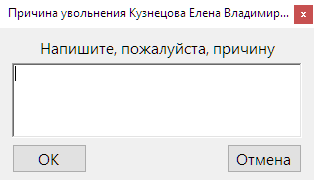 Причина увольнения Кузнецова Елена Владимир...
Напишите, пожалуйста, причину
OK
Отмена